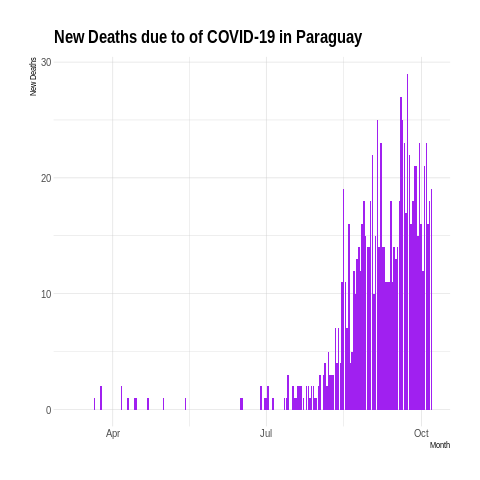 New Deaths due to of COVID-19 in Paraguay
New Deaths
30
20
10
0
Apr
Jul
Oct
Month